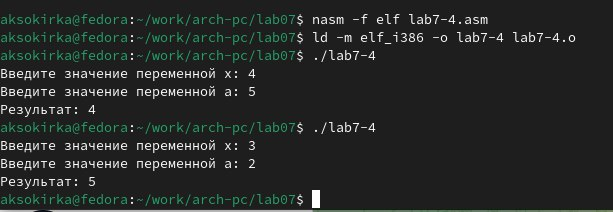 aksokirka@fedora:~/work/arch-pc/lab07$ nasm -f elf lab7-4.asm
aksokirka@fedora:~/work/arch-pc/lab07$ ld -m elf_i386 -o lab7-4 lab7-4.o
aksokirka@fedora:~/work/arch-pc/lab07$ ./lab7-4
Введите значение переменной x: 4
Введите значение переменной a: 5
Результат: 4
aksokirka@fedora:~/work/arch-pc/lab07$ ./lab7-4
Введите значение переменной x: 3
Введите значение переменной a: 2
Результат: 5
aksokirka@fedora:~/work/arch-pc/lab07$